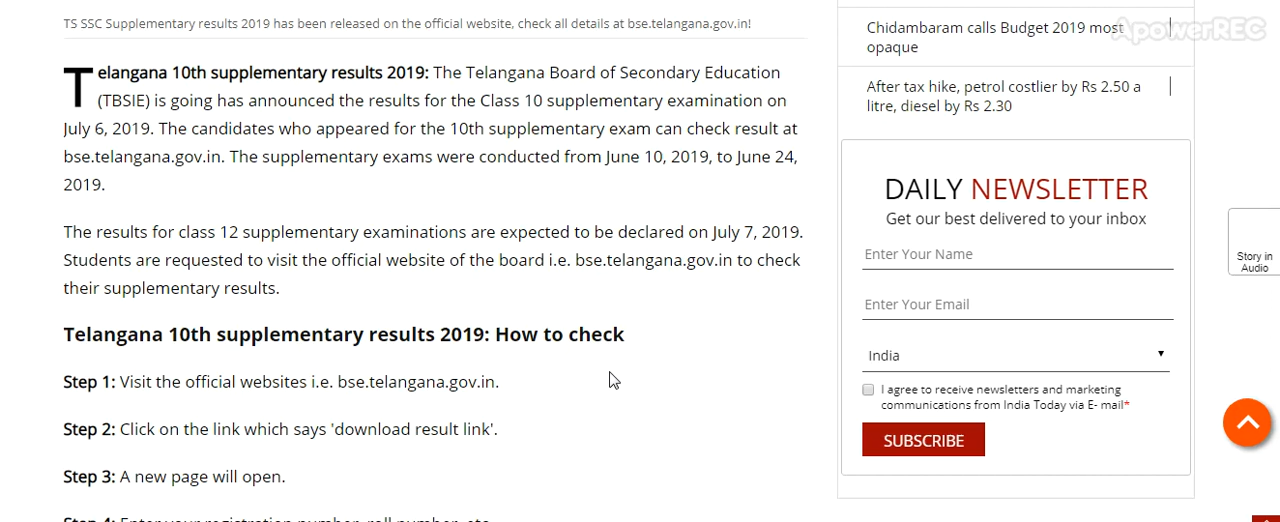 TS SSC Supplementary results 2019 has been released on the official website, check all details at bse.telangana.gov.in!
Telangana 10th supplementary results 2019: The Telangana Board of Secondary Education
(TBSIE) is going has announced the results for the Class 10 supplementary examination on
July 6, 2019. The candidates who appeared for the 10th supplementary exam can check result at
bse.telangana.gov.in. The supplementary exams were conducted from June 10, 2019, to June 24,
2019.
The results for class 12 supplementary examinations are expected to be declared on July 7, 2019.
Students are requested to visit the official website of the board i.e. bse.telangana.gov.in to check
their supplementary results.
Telangana 10th supplementary results 2019: How to check
Step 1: Visit the official websites i.e. bse.telangana.gov.in.
Step 2: Click on the link which says 'download result link'.
Step 3: A new page will open.
Step 4: Enter your registration number, roll number, etc
Chidambaram calls Budget 2019 most
opaque
ApowerREC
After tax hike, petrol costlier by Rs 2.50 a
litre, diesel by Rs 2.30
DAILY NEWSLETTER
Get our best delivered to your inbox
Enter Your Name
Enter Your Email
India
I agree to receive newsletters and marketing
communications from India Today via E- mail*
SUBSCRIBE
Story in
Audio